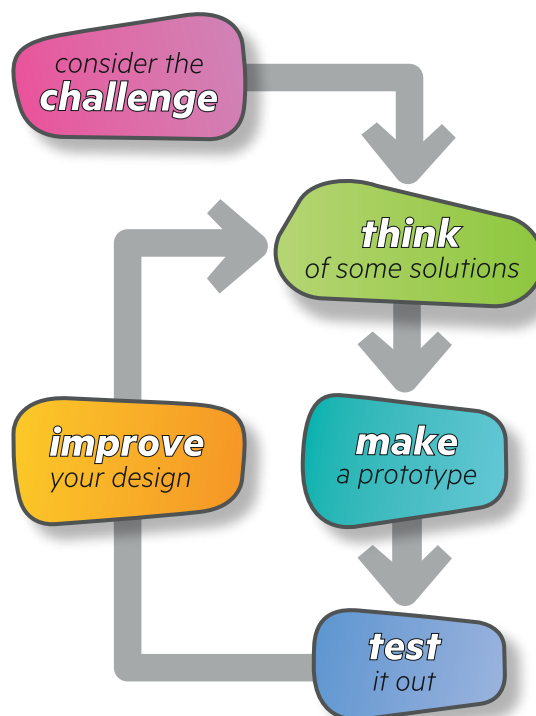 consider the
challenge
think
of some solutions
make
a prototype
test
it out
improve
your design